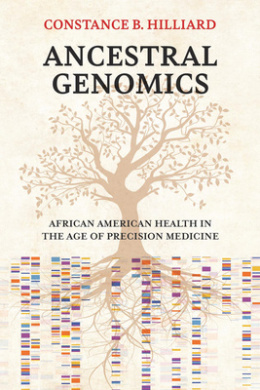 CONSTANCE B. HILLIARD
ANCESTRAL
GENOMICS
AFRICAN AMERICAN HEALTH IN
THE AGE OF PRECISION MEDICINE